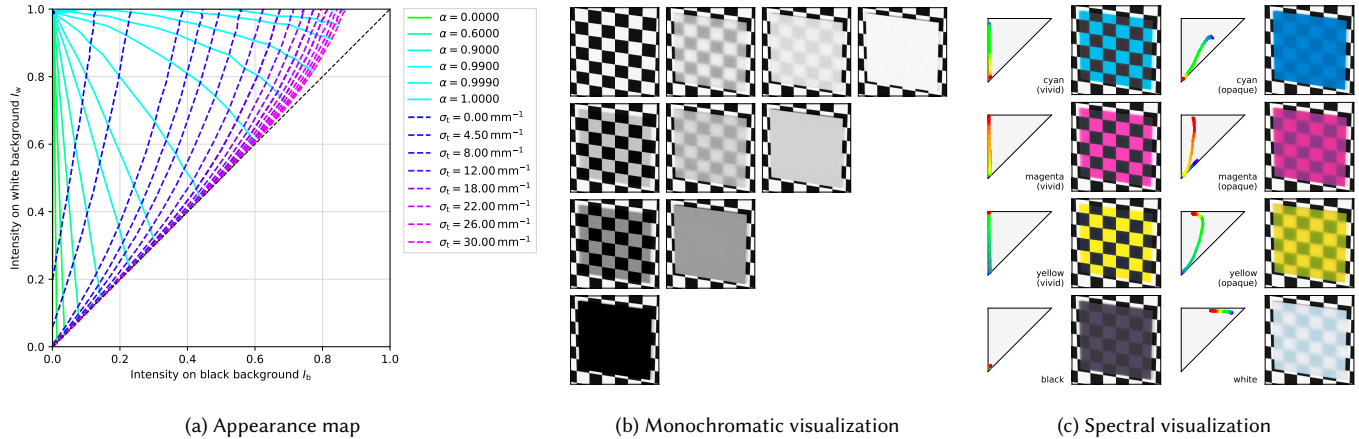 1.0
0.8
0.6
0.4
0.2
0.0
0.0
0.2
0.4
0.6
0.8
1.0
Intensity on white background I_w
Intensity on black background I_b
α = 0.0000
α = 0.6000
α = 0.9000
α = 0.9900
α = 0.9990
α = 1.0000
σ_t = 0.00 mm⁻¹
σ_t = 4.50 mm⁻¹
σ_t = 8.00 mm⁻¹
σ_t = 12.00 mm⁻¹
σ_t = 18.00 mm⁻¹
σ_t = 22.00 mm⁻¹
σ_t = 26.00 mm⁻¹
σ_t = 30.00 mm⁻¹
(a) Appearance map
(b) Monochromatic visualization
cyan
(vivid)
cyan
(opaque)
magenta
(vivid)
magenta
(opaque)
yellow
(vivid)
yellow
(opaque)
black
white
(c) Spectral visualization